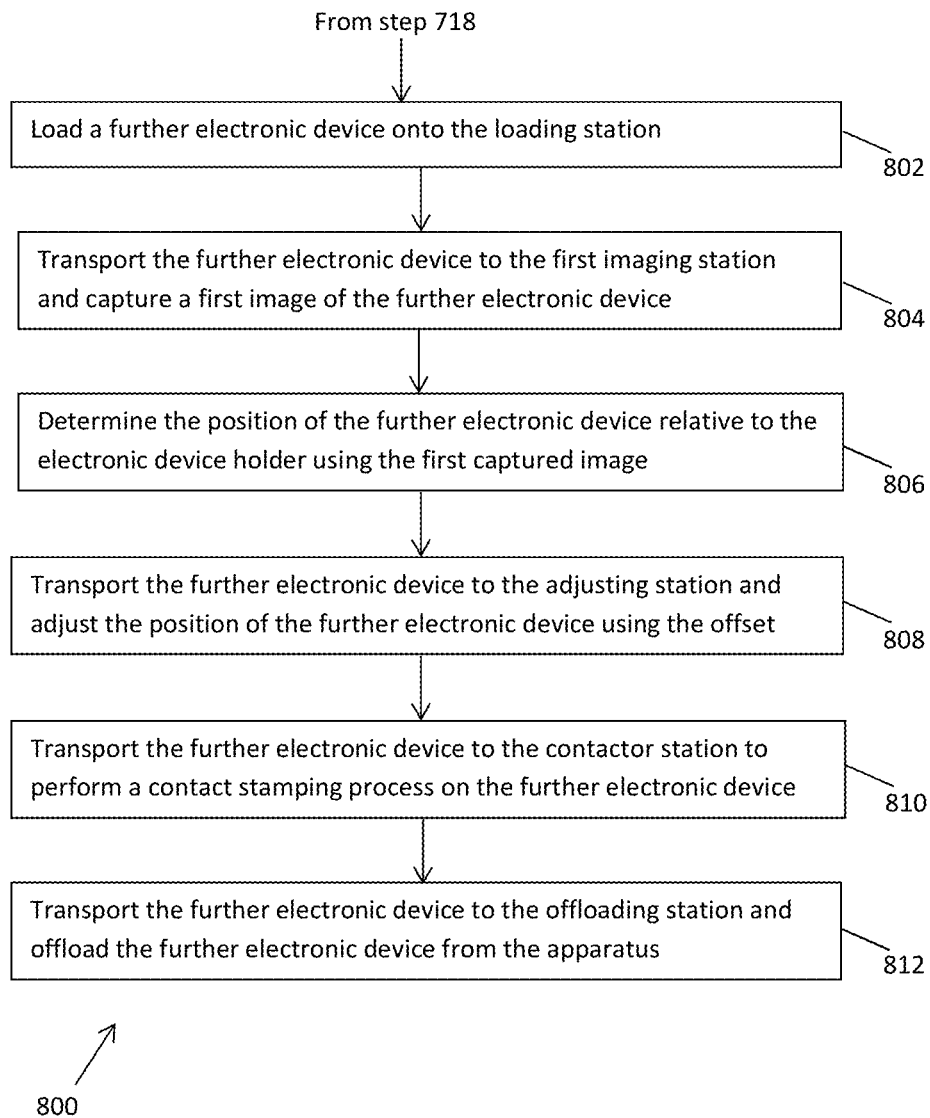 From step 718
Load a further electronic device onto the loading station
802
Transport the further electronic device to the first imaging station
and capture a first image of the further electronic device
804
Determine the position of the further electronic device relative to the
electronic device holder using the first captured image
806
Transport the further electronic device to the adjusting station and
adjust the position of the further electronic device using the offset
808
Transport the further electronic device to the contactor station to
perform a contact stamping process on the further electronic device
810
Transport the further electronic device to the offloading station and
offload the further electronic device from the apparatus
812
800